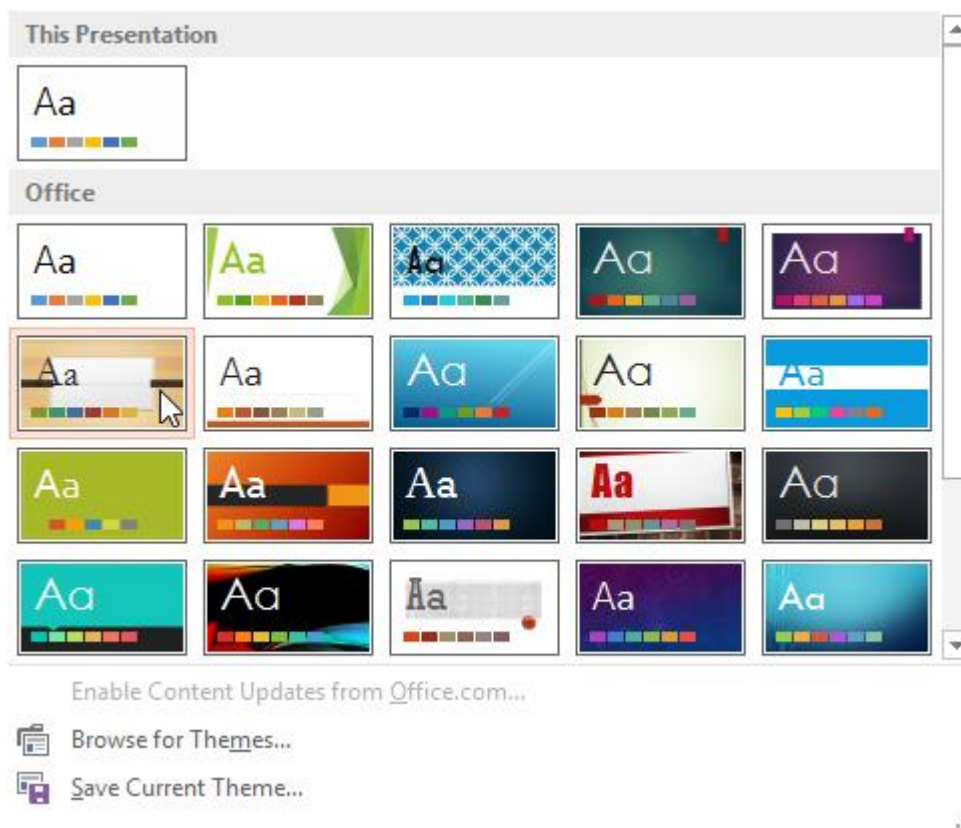 This Presentation
Aa
Office
Aa Aa Aa Aa Aa
Aa Aa Aa Aa Aa
Aa Aa Aa Aa Aa
Aa Aa Aa Aa Aa
Enable Content Updates from Office.com...
Browse for Themes...
Save Current Theme...